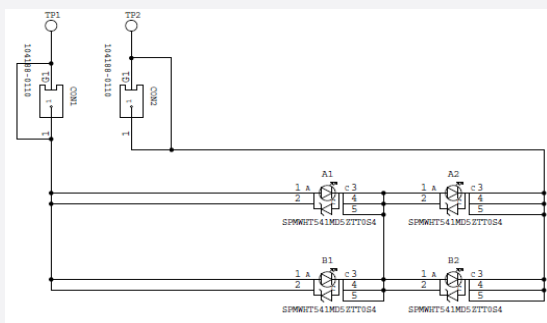 TP1 TP2
104188-0110 G1 1 CON1 1
104188-0110 G1 1 CON2 1
A1 A2
1 A C 3 1 A C 3
2 4 2 4
5 5
SPMWHT541MD5ZTT0S4 SPMWHT541MD5ZTT0S4
B1 B2
1 A C 3 1 A C 3
2 4 2 4
5 5
SPMWHT541MD5ZTT0S4 SPMWHT541MD5ZTT0S4